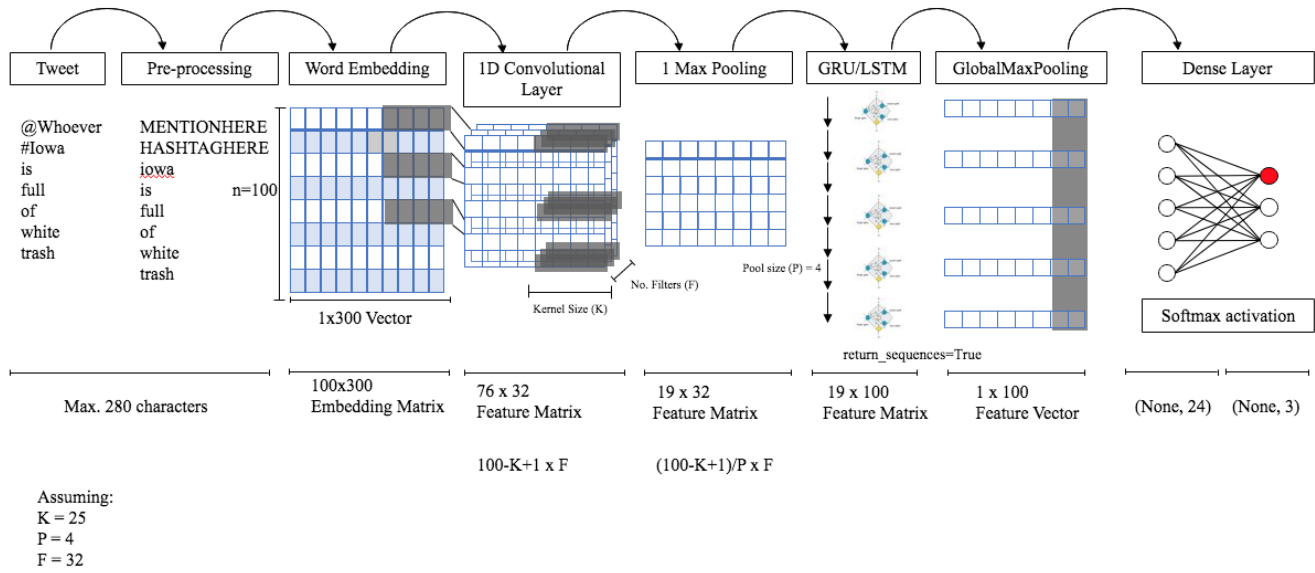 Tweet
Pre-processing
Word Embedding
1D Convolutional
Layer
1 Max Pooling
GRU/LSTM
GlobalMaxPooling
Dense Layer
@Whoever
#Iowa
is
full
of
white
trash
MENTIONHERE
HASHTAGHERE
iowa
is
full
of
white
trash
n=100
1x300 Vector
Kernel Size (K)
No. Filters (F)
Pool size (P) = 4
return_sequences=True
Softmax activation
Max. 280 characters
100x300
Embedding Matrix
76 x 32
Feature Matrix
19 x 32
Feature Matrix
19 x 100
Feature Matrix
1 x 100
Feature Vector
(None, 24)
(None, 3)
100-K+1 x F
(100-K+1)/P x F
Assuming:
K = 25
P = 4
F = 32